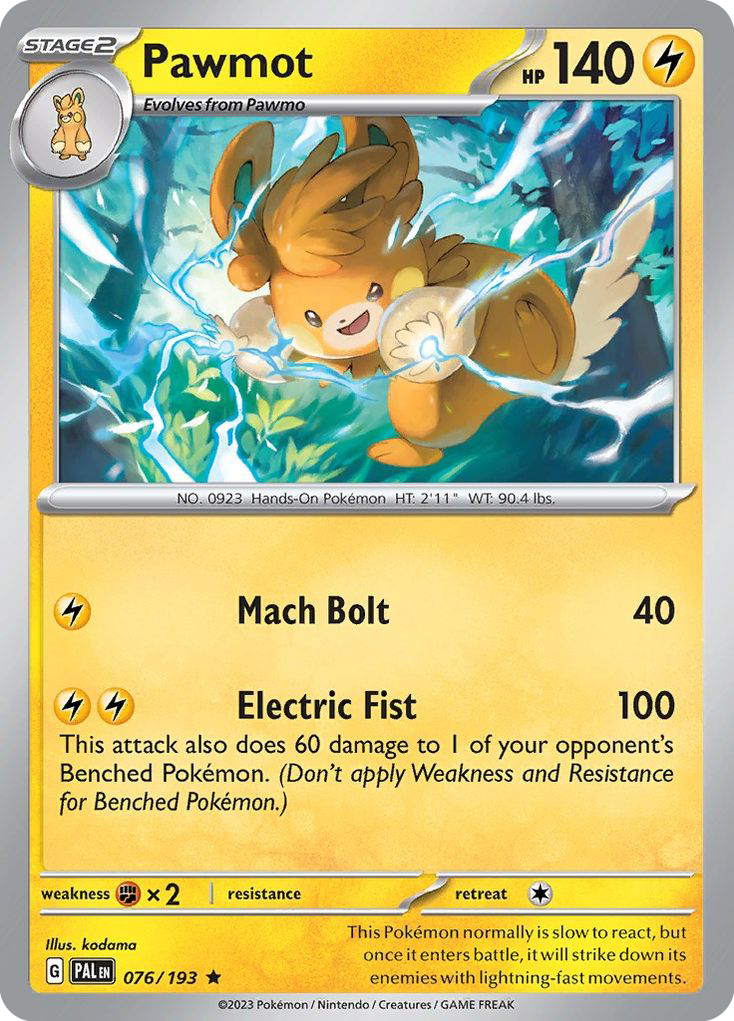 STAGE2
Pawmot
HP 140
Evolves from Pawmo
NO. 0923 Hands-On Pokémon HT: 2'11" WT: 90.4 lbs.
Mach Bolt 40
Electric Fist 100
This attack also does 60 damage to 1 of your opponent's
Benched Pokémon. (Don't apply Weakness and Resistance
for Benched Pokémon.)
weakness ×2 resistance retreat
Illus. kodama
G PAL EN 076/193 ★
This Pokémon normally is slow to react, but
once it enters battle, it will strike down its
enemies with lightning-fast movements.
©2023 Pokémon / Nintendo / Creatures / GAME FREAK